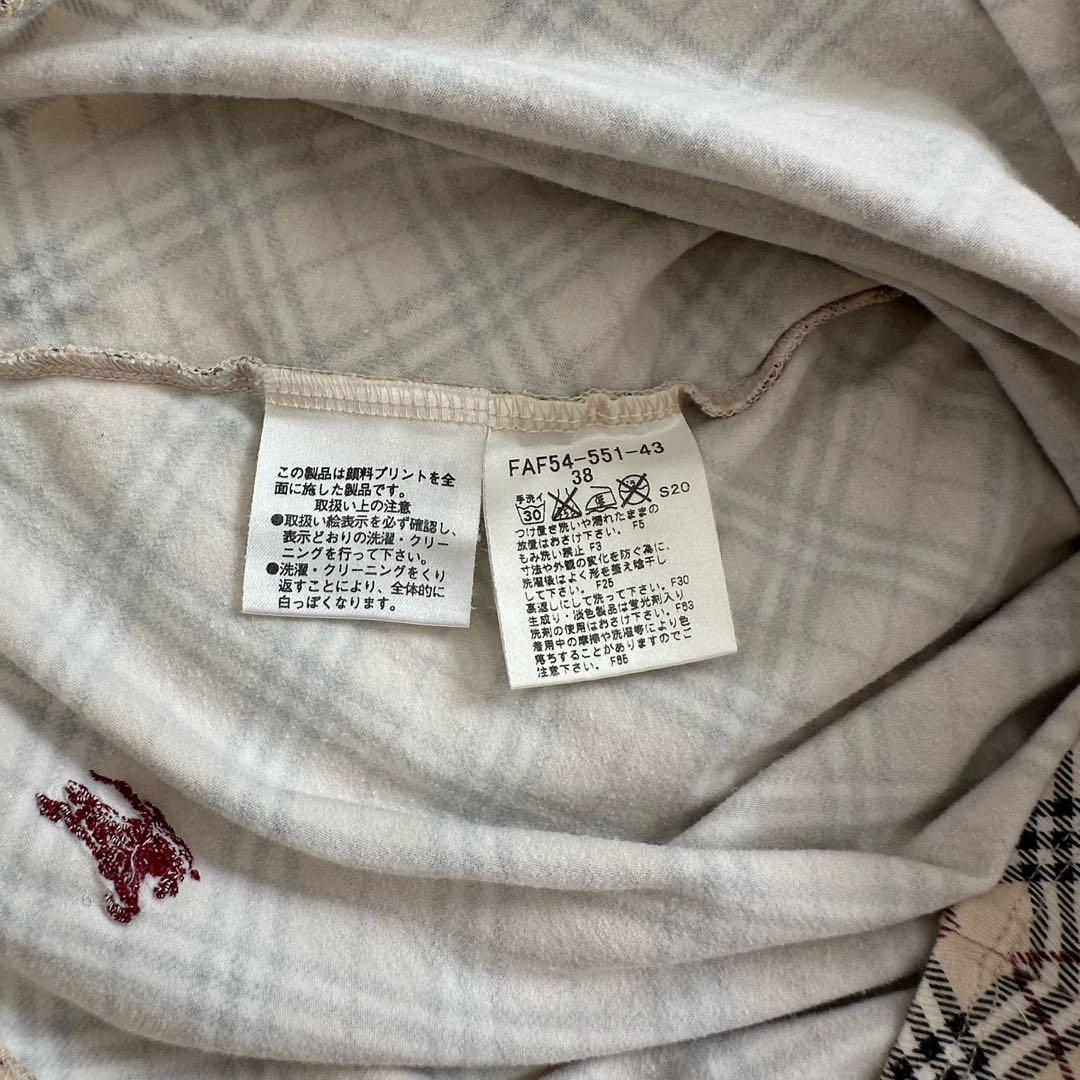 この製品は顔料プリントを全
面に施した製品です。
取扱い上の注意
●取扱い絵表示を必ず確認し、
表示どおりの洗濯・クリー
ニングを行って下さい。
●洗濯・クリーニングをくり
返すことにより、全体的に
白っぽくなります。
FAF54-551-43
38
手洗イ
30 S20
つけ置き洗いや濡れたままの
放置はおさけ下さい。 F5
もみ洗い禁止 F3
寸法や外観の変化を防ぐ為に、
洗濯後はよく形を整え陰干し
して下さい。 F25
裏返しにして洗って下さい。F30
生成り・淡色製品は蛍光剤入り
洗剤の使用はおさけ下さい。F83
着用中の摩擦や洗濯等により色
落ちすることがありますのでご
注意下さい。 F85